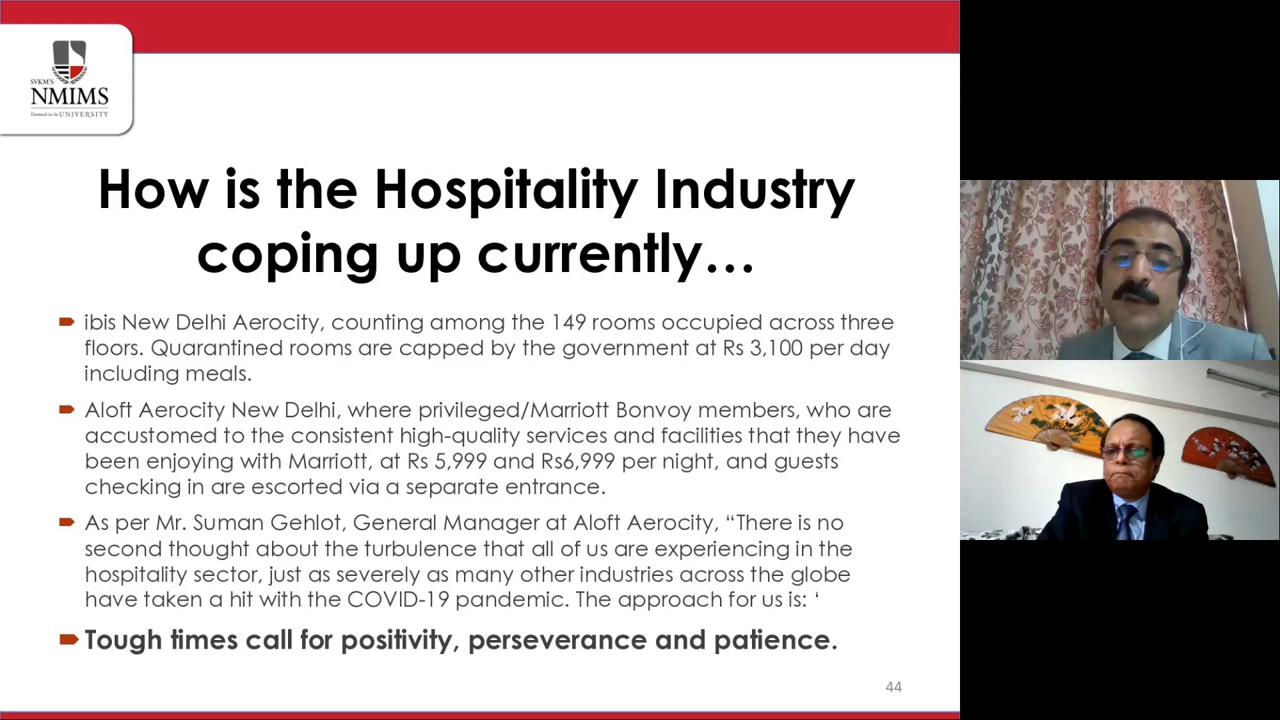 SVKM'S
NMIMS
Deemed-to-be UNIVERSITY
How is the Hospitality Industry
coping up currently…
ibis New Delhi Aerocity, counting among the 149 rooms occupied across three
floors. Quarantined rooms are capped by the government at Rs 3,100 per day
including meals.
Aloft Aerocity New Delhi, where privileged/Marriott Bonvoy members, who are
accustomed to the consistent high-quality services and facilities that they have
been enjoying with Marriott, at Rs 5,999 and Rs6,999 per night, and guests
checking in are escorted via a separate entrance.
As per Mr. Suman Gehlot, General Manager at Aloft Aerocity, “There is no
second thought about the turbulence that all of us are experiencing in the
hospitality sector, just as severely as many other industries across the globe
have taken a hit with the COVID-19 pandemic. The approach for us is: ‘
Tough times call for positivity, perseverance and patience.
44